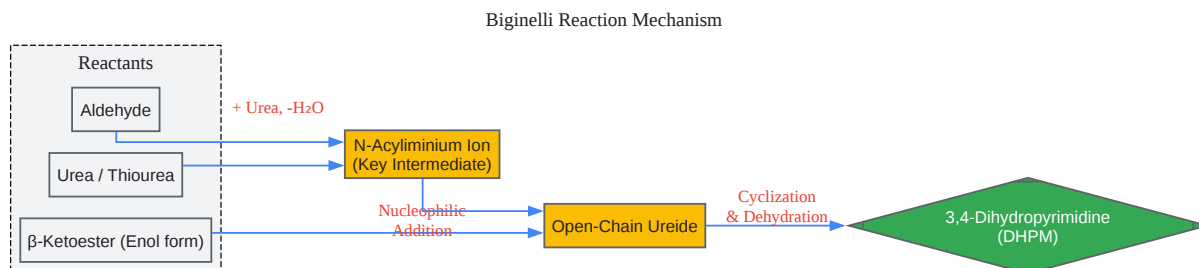 Biginelli Reaction Mechanism
Reactants
Aldehyde
+ Urea, -H₂O
N-Acyliminium Ion
(Key Intermediate)
Urea / Thiourea
Nucleophilic
Addition
β-Ketoester (Enol form)
Open-Chain Ureide
Cyclization
& Dehydration
3,4-Dihydropyrimidine
(DHPM)